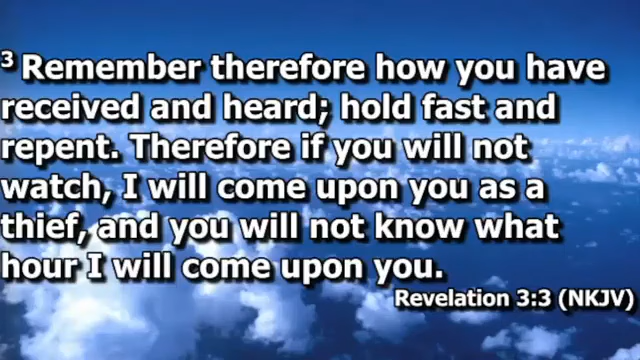 3 Remember therefore how you have
received and heard; hold fast and
repent. Therefore if you will not
watch, I will come upon you as a
thief, and you will not know what
hour I will come upon you.
Revelation 3:3 (NKJV)